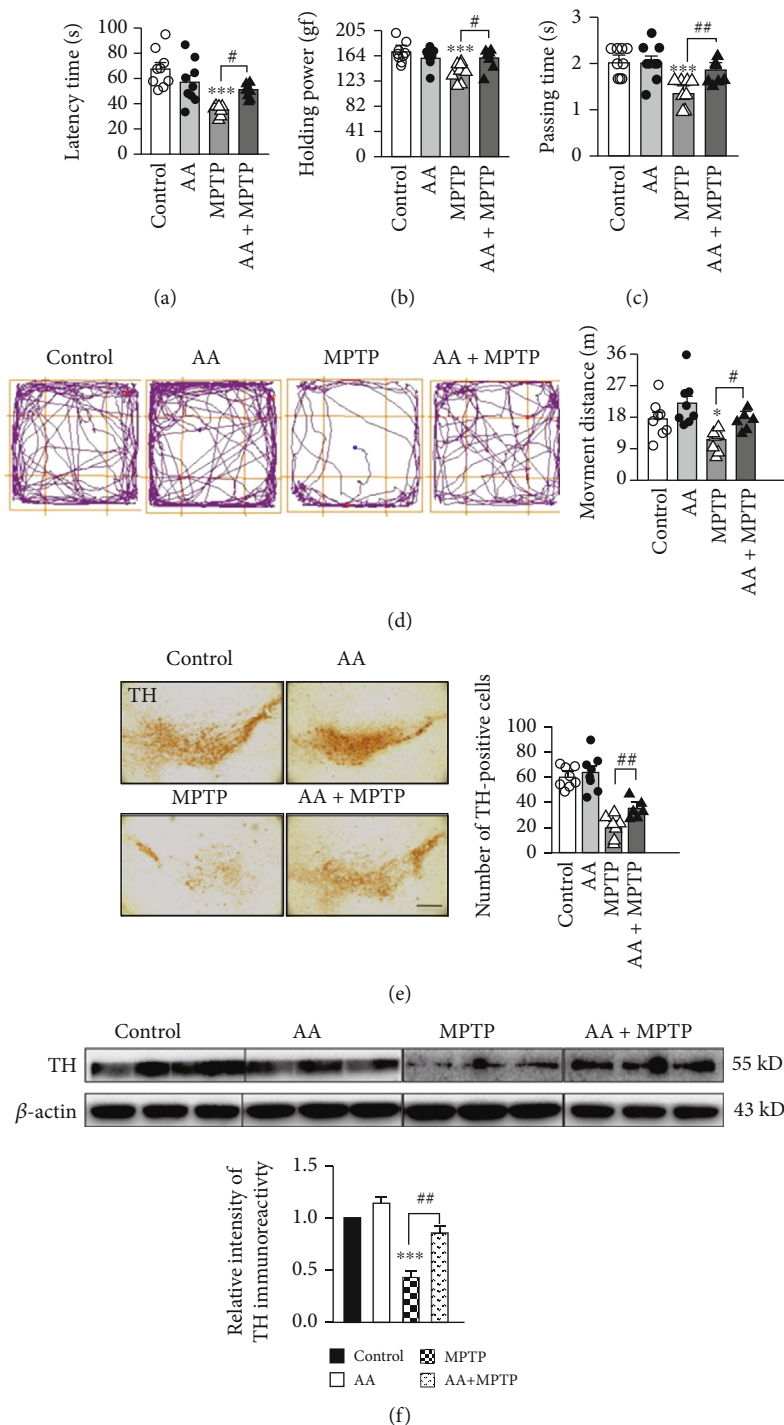 Latency time (s)
100
80
60
40
20
0
***
#
Control
AA
MPTP
AA + MPTP
(a)
Holding power (gf)
205
164
123
82
41
0
***
#
Control
AA
MPTP
AA + MPTP
(b)
Passing time (s)
3
2
1
0
***
##
Control
AA
MPTP
AA + MPTP
(c)
Control
AA
MPTP
AA + MPTP
Movment distance (m)
36
27
18
9
0
*
#
Control
AA
MPTP
AA + MPTP
(d)
Control
AA
TH
MPTP
AA + MPTP
Number of TH-positive cells
100
80
60
40
20
0
##
Control
AA
MPTP
AA + MPTP
(e)
Control
AA
MPTP
AA + MPTP
TH
55 kD
β-actin
43 kD
Relative intensity of
TH immunoreactivty
1.5
1.0
0.5
0.0
***
##
Control
MPTP
AA
AA+MPTP
(f)